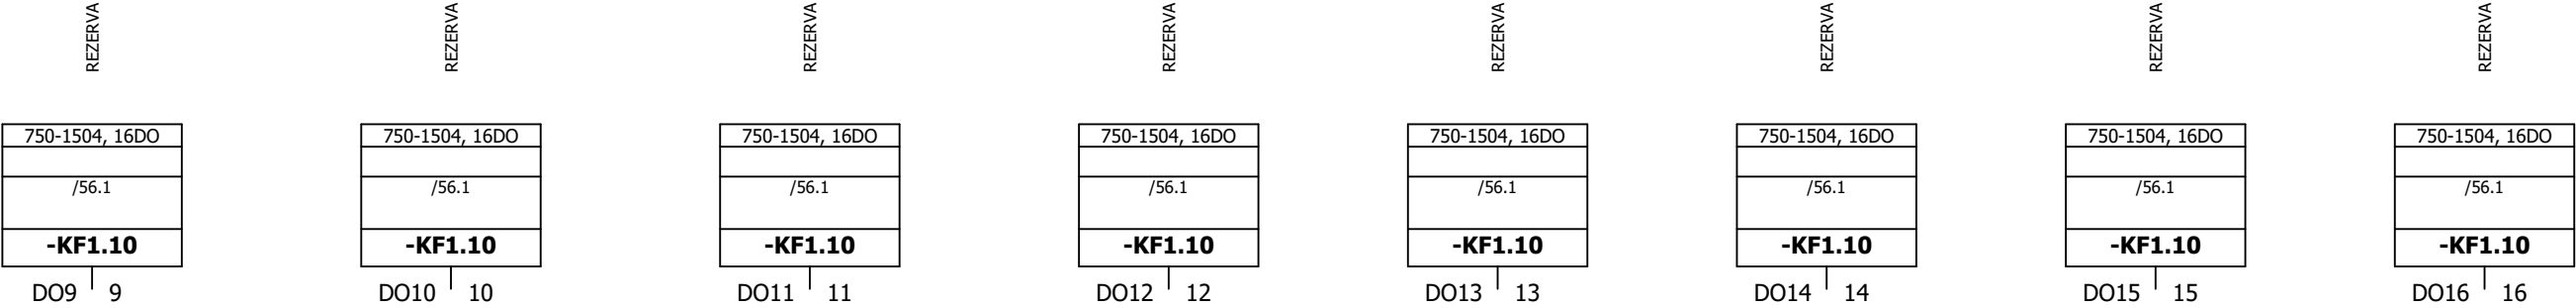 REZERVA REZERVA REZERVA REZERVA REZERVA REZERVA REZERVA REZERVA
750-1504, 16DO 750-1504, 16DO 750-1504, 16DO 750-1504, 16DO 750-1504, 16DO 750-1504, 16DO 750-1504, 16DO 750-1504, 16DO
/56.1 /56.1 /56.1 /56.1 /56.1 /56.1 /56.1 /56.1
-KF1.10 -KF1.10 -KF1.10 -KF1.10 -KF1.10 -KF1.10 -KF1.10 -KF1.10
DO9 9 DO10 10 DO11 11 DO12 12 DO13 13 DO14 14 DO15 15 DO16 16